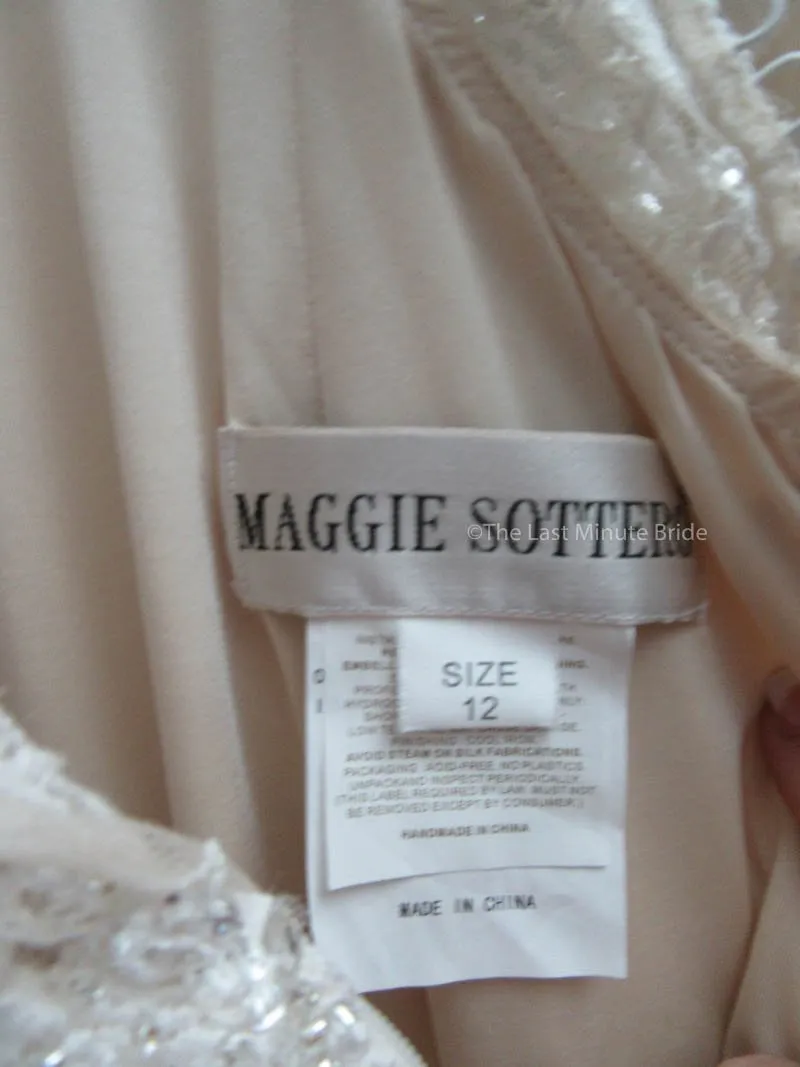 MAGGIE SOTTERO
©The Last Minute Bride
SIZE
12
COOL IRON.
AVOID STEAM ON SILK FABRICATIONS.
PACKAGING ACID-FREE, NO PLASTICS
UNPACK AND INSPECT PERIODICALLY
(THIS LABEL REQUIRED BY LAW. MUST NOT
BE REMOVED EXCEPT BY CONSUMER.)
HANDMADE IN CHINA
MADE IN CHINA